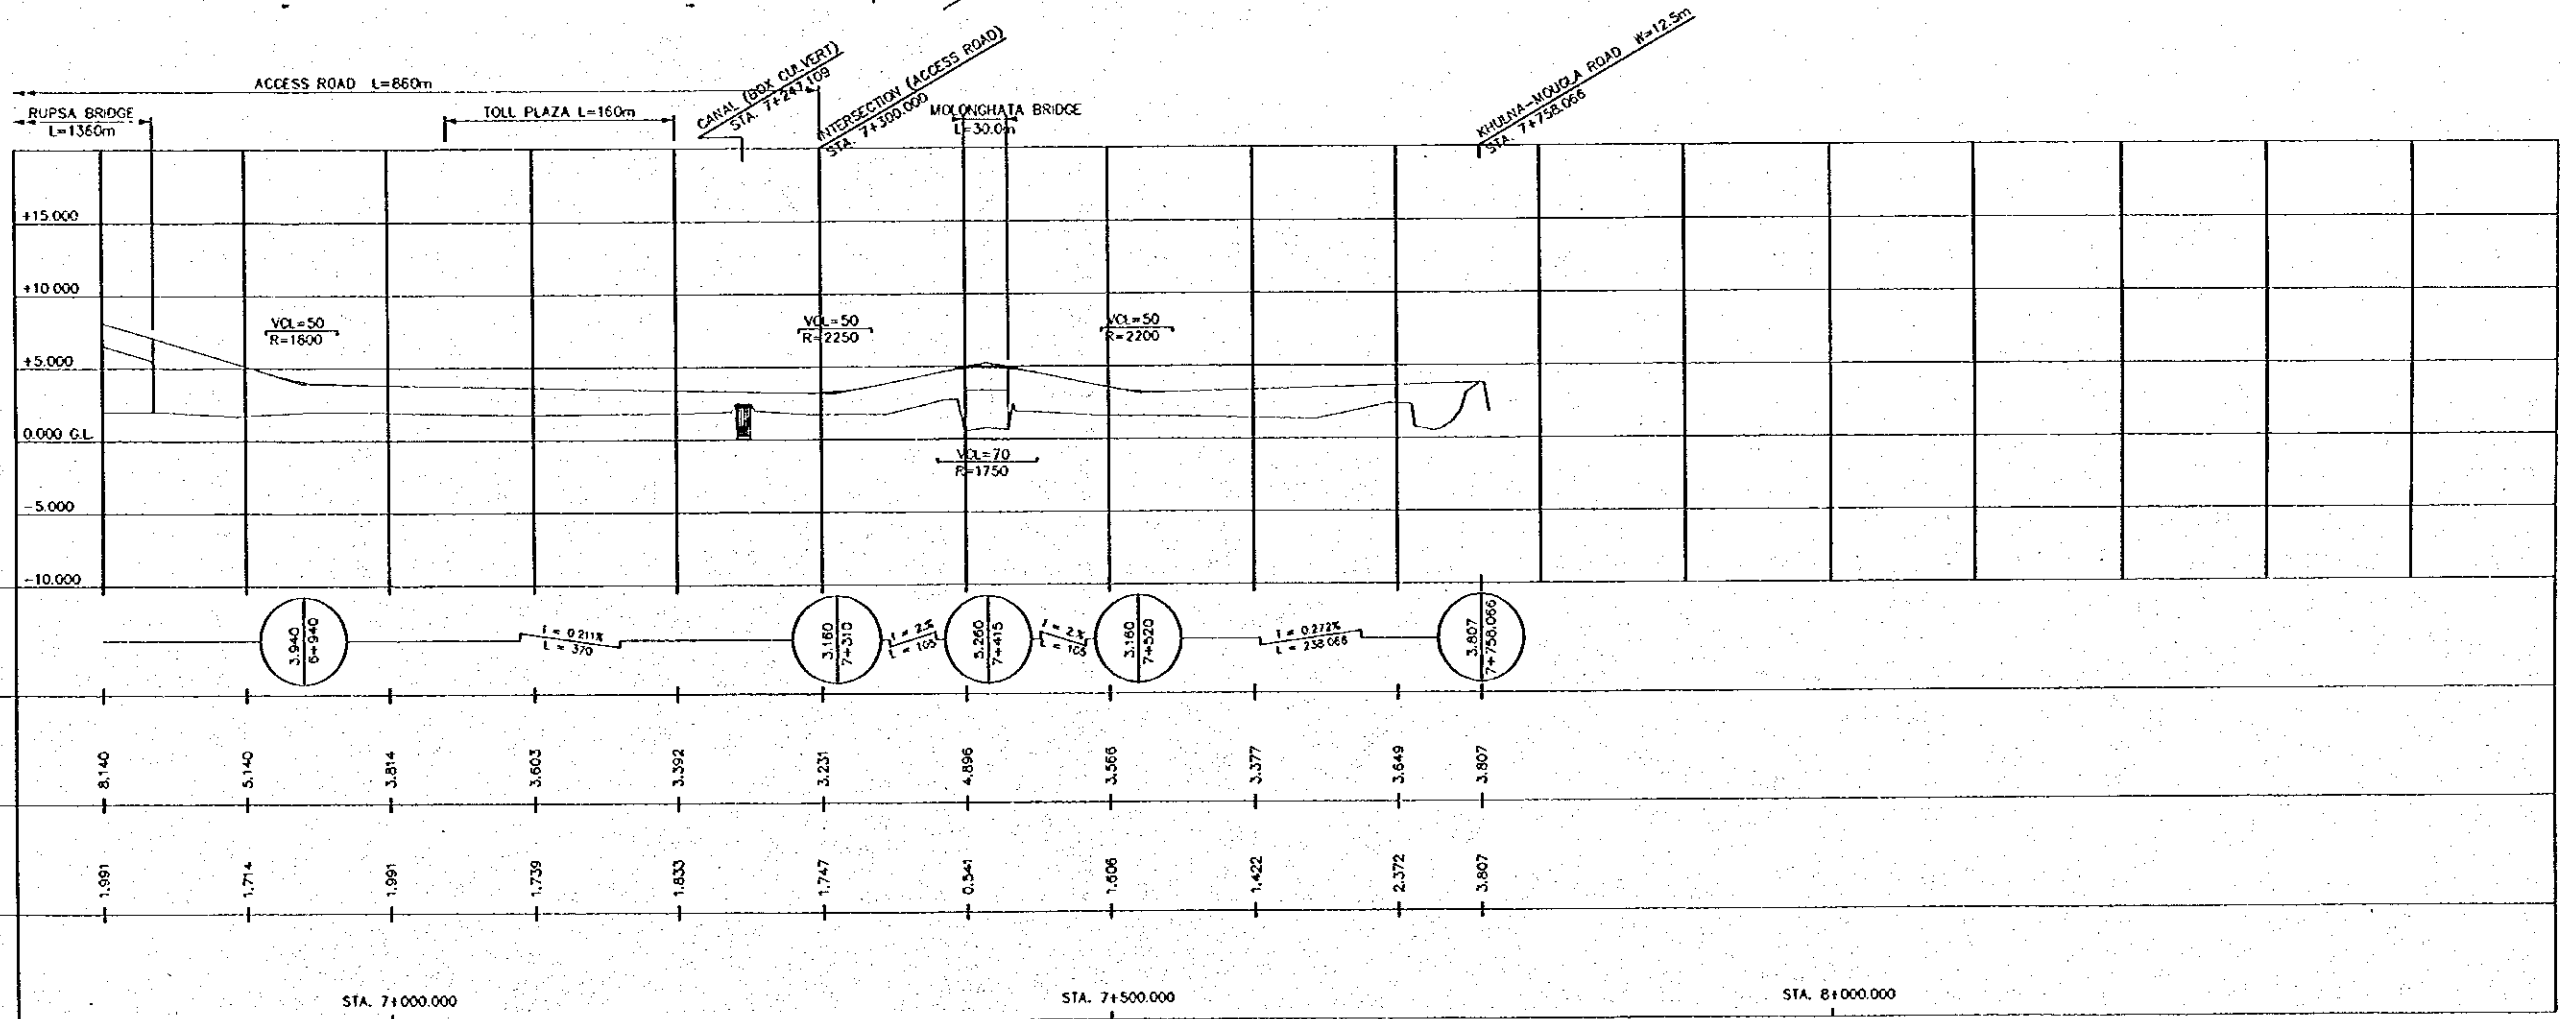 ACCESS ROAD L=860m
RUPSA BRIDGE
L=1360m
TOLL PLAZA L=160m
CANAL (BOX CULVERT)
STA. 7+247.109
INTERSECTION (ACCESS ROAD)
STA. 7+300.000
MOLONGHATA BRIDGE
L=30.0m
KHULNA-MOUGLA ROAD W=12.5m
STA. 7+758.066
+15.000
+10.000
+5.000
0.000 G.L.
-5.000
-10.000
VCL=50
R=1800
VCL=50
R=2250
VCL=50
R=2200
VCL=70
R=1750
3.940
6+940
I = 0.211%
L = 370
3.160
7+310
I = 2%
L = 105
5.260
7+415
I = 2%
L = 105
3.160
7+520
I = 0.272%
L = 238.066
3.807
7+758.066
8.140 5.140 3.814 3.603 3.392 3.231 4.896 3.566 3.377 3.649 3.807
1.991 1.714 1.991 1.739 1.833 1.747 0.541 1.606 1.422 2.372 3.807
STA. 7+000.000 STA. 7+500.000 STA. 8+000.000